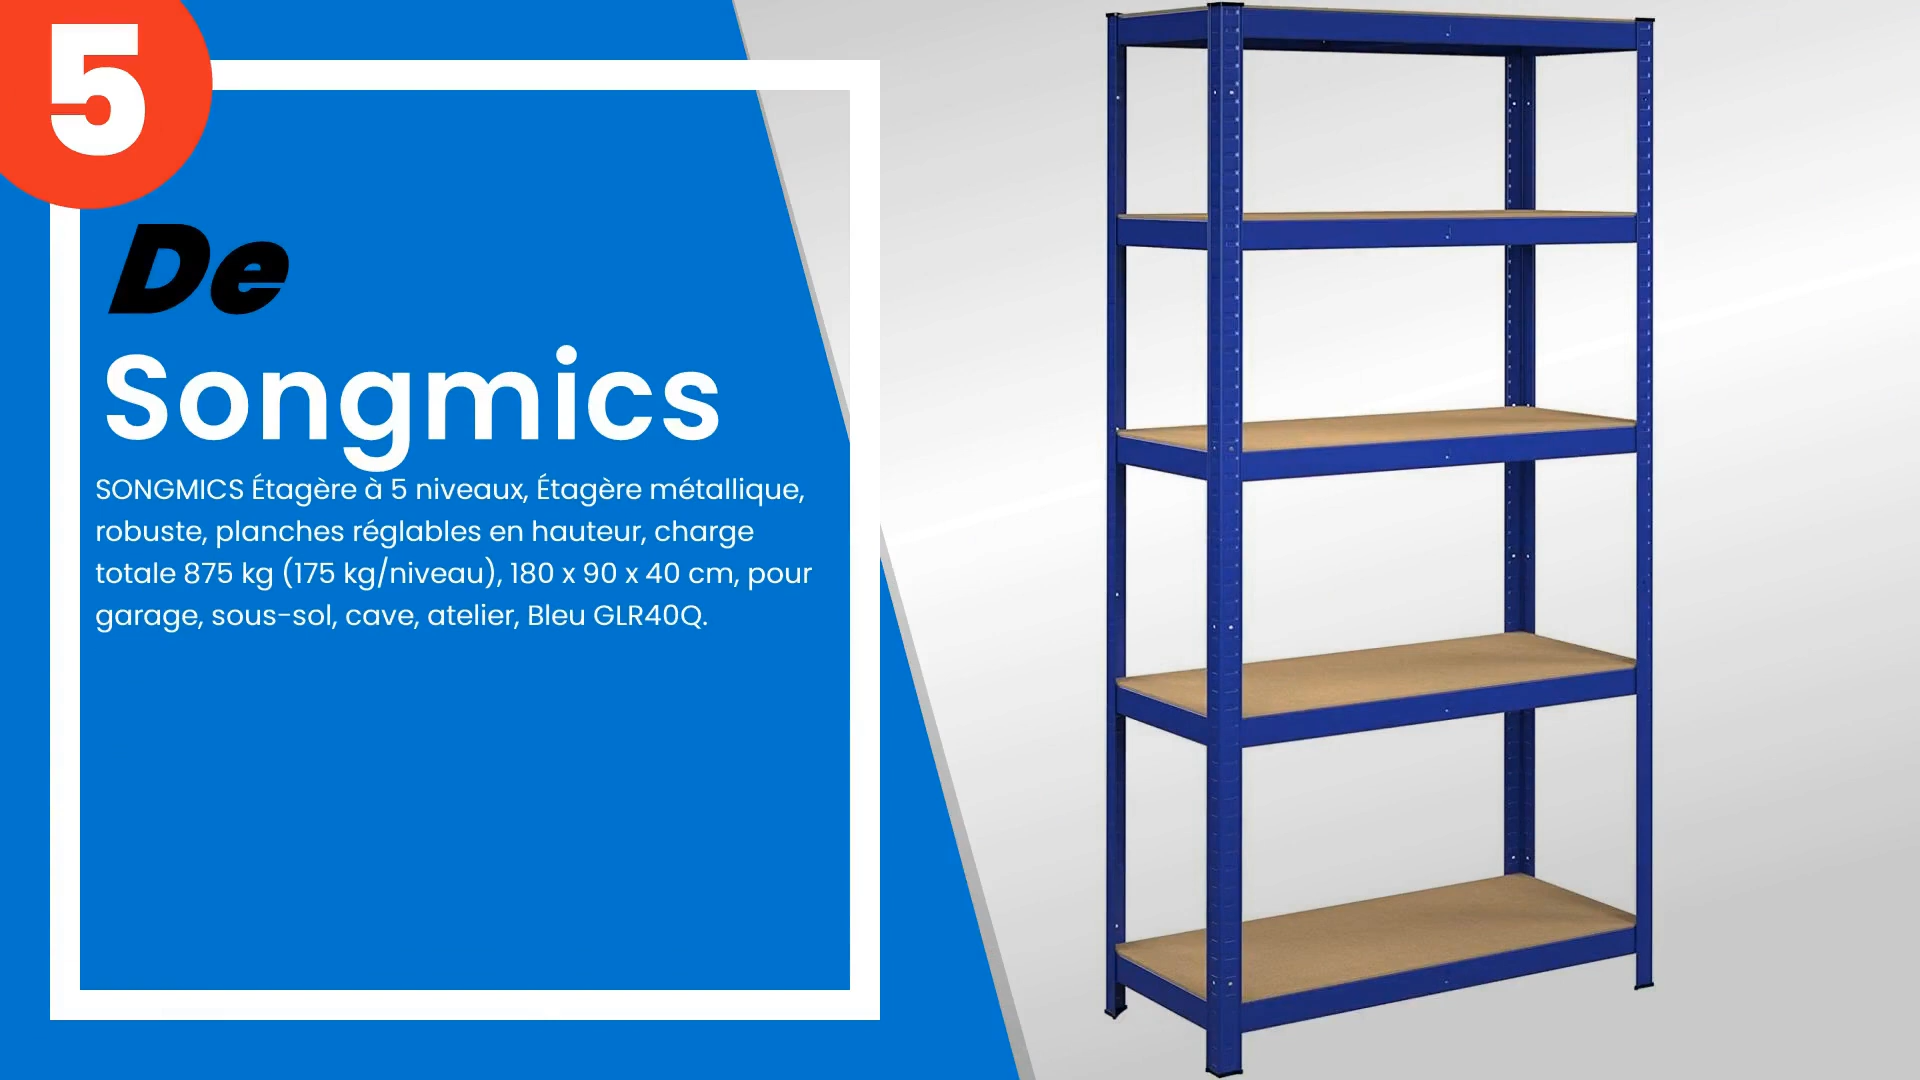 5
De
Songmics
SONGMICS Étagère à 5 niveaux, Étagère métallique,
robuste, planches réglables en hauteur, charge
totale 875 kg (175 kg/niveau), 180 x 90 x 40 cm, pour
garage, sous-sol, cave, atelier, Bleu GLR40Q.